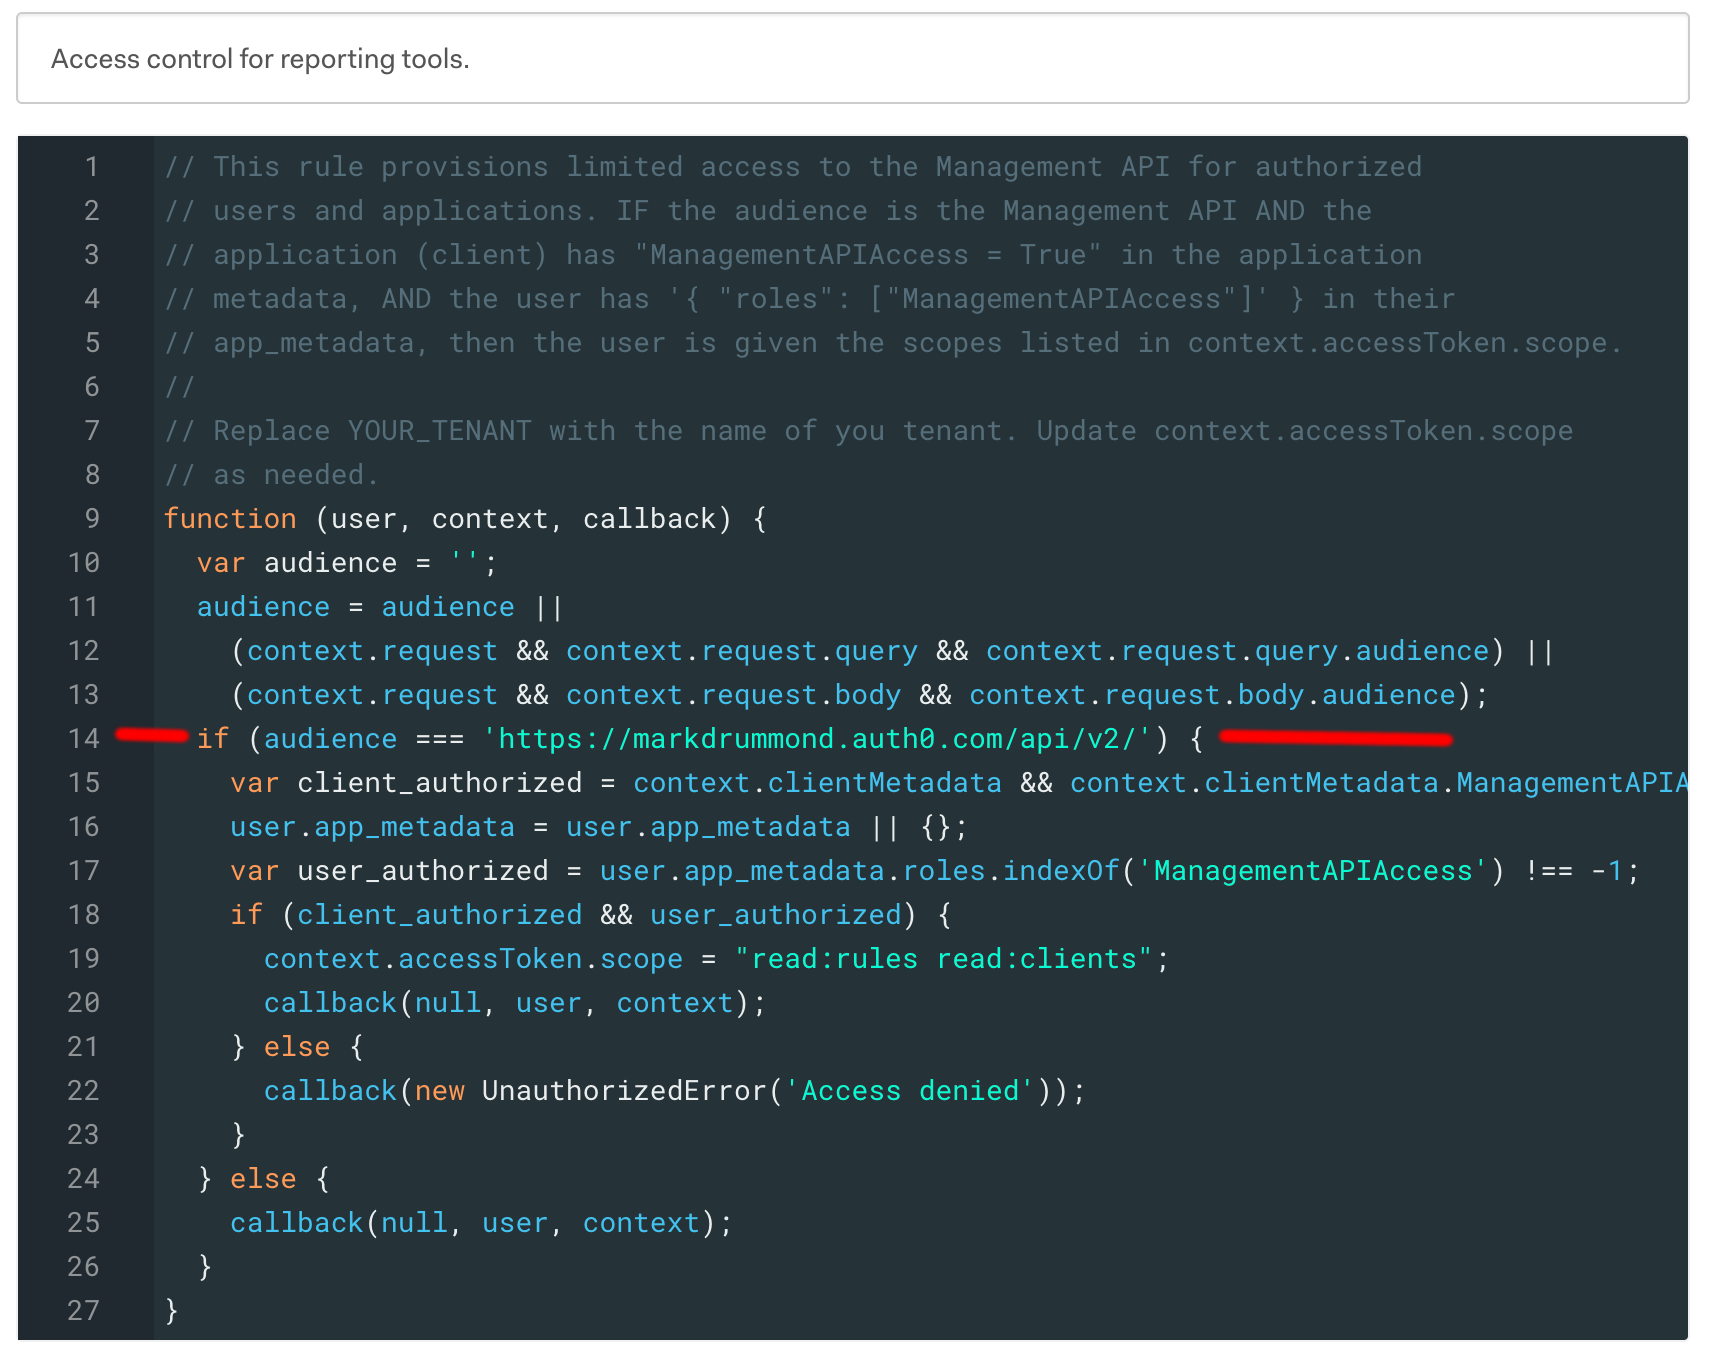 Access control for reporting tools.
1 // This rule provisions limited access to the Management API for authorized
2 // users and applications. IF the audience is the Management API AND the
3 // application (client) has "ManagementAPIAccess = True" in the application
4 // metadata, AND the user has '{ "roles": ["ManagementAPIAccess"]' } in their
5 // app_metadata, then the user is given the scopes listed in context.accessToken.scope.
6 //
7 // Replace YOUR_TENANT with the name of you tenant. Update context.accessToken.scope
8 // as needed.
9 function (user, context, callback) {
10 var audience = '';
11 audience = audience ||
12 (context.request && context.request.query && context.request.query.audience) ||
13 (context.request && context.request.body && context.request.body.audience);
14 if (audience === 'https://markdrummond.auth0.com/api/v2/') {
15 var client_authorized = context.clientMetadata && context.clientMetadata.ManagementAPIA
16 user.app_metadata = user.app_metadata || {};
17 var user_authorized = user.app_metadata.roles.indexOf('ManagementAPIAccess') !== -1;
18 if (client_authorized && user_authorized) {
19 context.accessToken.scope = "read:rules read:clients";
20 callback(null, user, context);
21 } else {
22 callback(new UnauthorizedError('Access denied'));
23 }
24 } else {
25 callback(null, user, context);
26 }
27 }